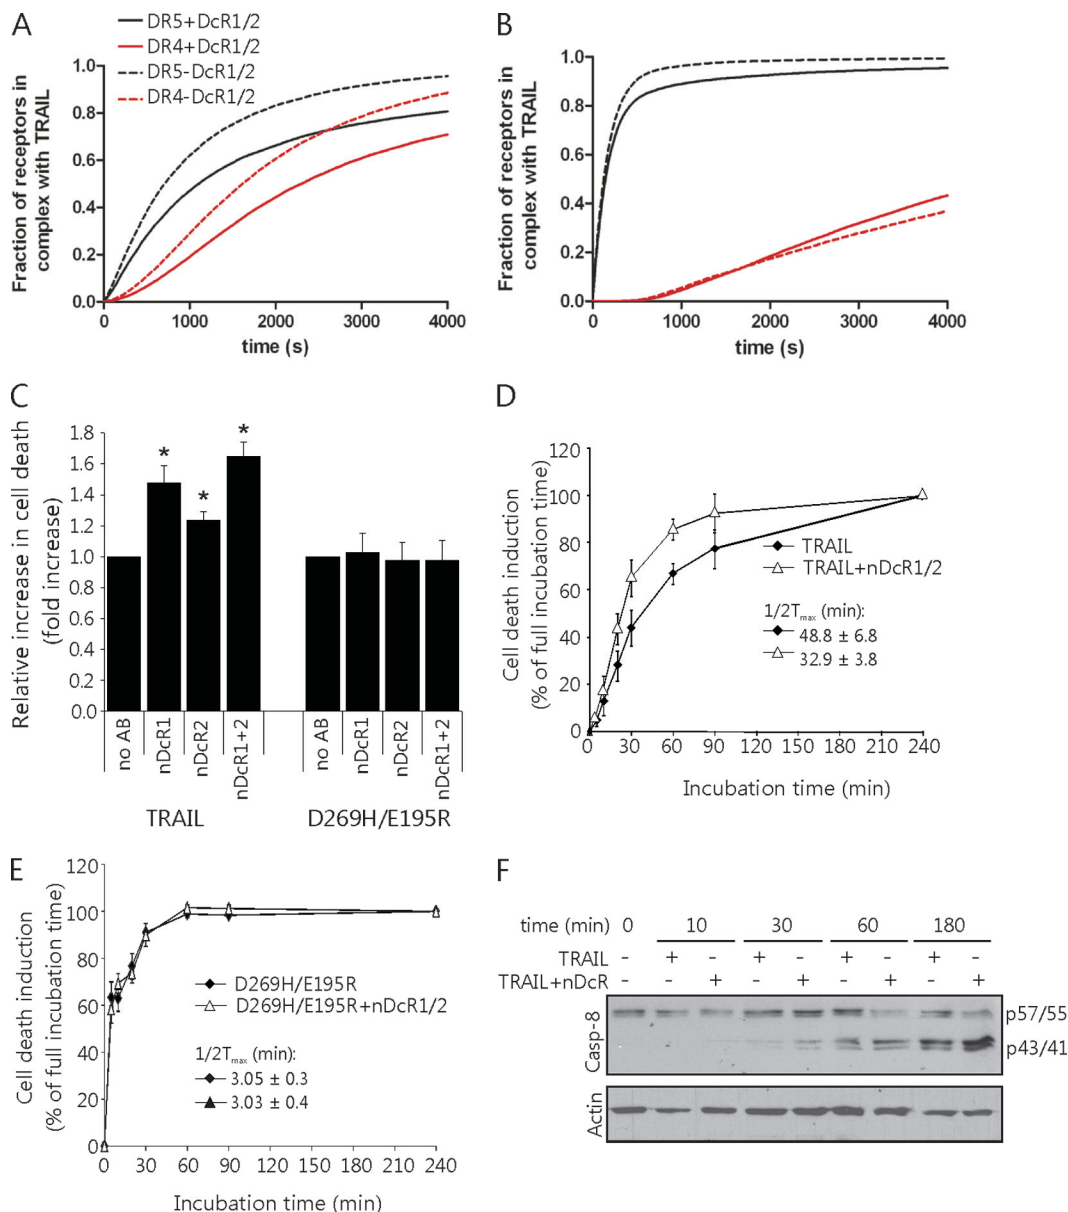 A
DR5+DcR1/2
DR4+DcR1/2
DR5-DcR1/2
DR4-DcR1/2
Fraction of receptors in
complex with TRAIL
1.0
0.8
0.6
0.4
0.2
0.0
0 1000 2000 3000 4000
time (s)
B
Fraction of receptors in
complex with TRAIL
1.0
0.8
0.6
0.4
0.2
0.0
0 1000 2000 3000 4000
time (s)
C
Relative increase in cell death
(fold increase)
1.8
1.6
1.4
1.2
1.0
0.8
0.6
0.4
0.2
0.0
* * *
no AB nDcR1 nDcR2 nDcR1+2 no AB nDcR1 nDcR2 nDcR1+2
TRAIL D269H/E195R
D
Cell death induction
(% of full incubation time)
120
100
80
60
40
20
0
TRAIL
TRAIL+nDcR1/2
1/2Tmax (min):
48.8 ± 6.8
32.9 ± 3.8
0 30 60 90 120 150 180 210 240
Incubation time (min)
E
Cell death induction
(% of full incubation time)
120
100
80
60
40
20
0
D269H/E195R
D269H/E195R+nDcR1/2
1/2Tmax (min):
3.05 ± 0.3
3.03 ± 0.4
0 30 60 90 120 150 180 210 240
Incubation time (min)
F
time (min) 0 10 30 60 180
TRAIL - + - + - + - + -
TRAIL+nDcR - - + - + - + - +
Casp-8
p57/55
p43/41
Actin